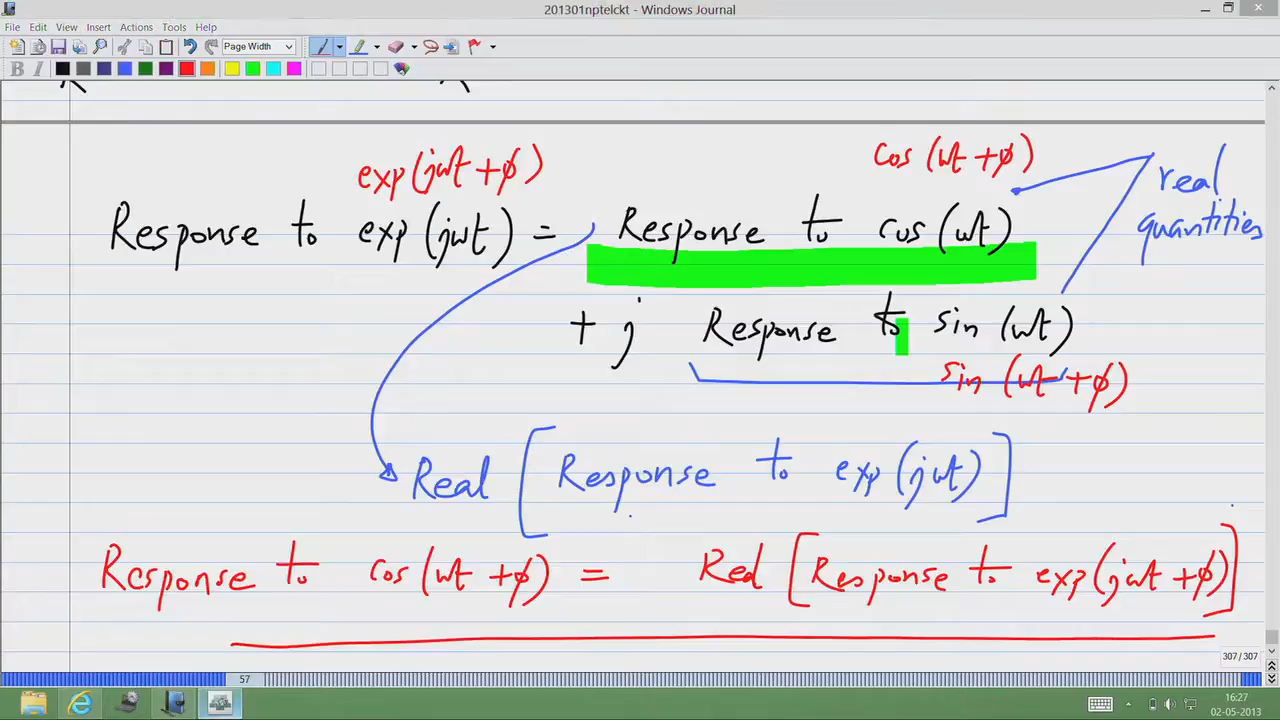 201301nptelckt - Windows Journal
File Edit View Insert Actions Tools Help
Page Width
B I
exp(jωt +ϕ) cos (ωt +ϕ)
Response to exp(jωt) = Response to cos(ωt) real
quantities
+ j Response to sin (ωt)
sin (ωt +ϕ)
Real [Response to exp(jωt)]
Response to cos(ωt +ϕ) = Real [Response to exp(jωt +ϕ)]
307 / 307
57
16:27
02-05-2013